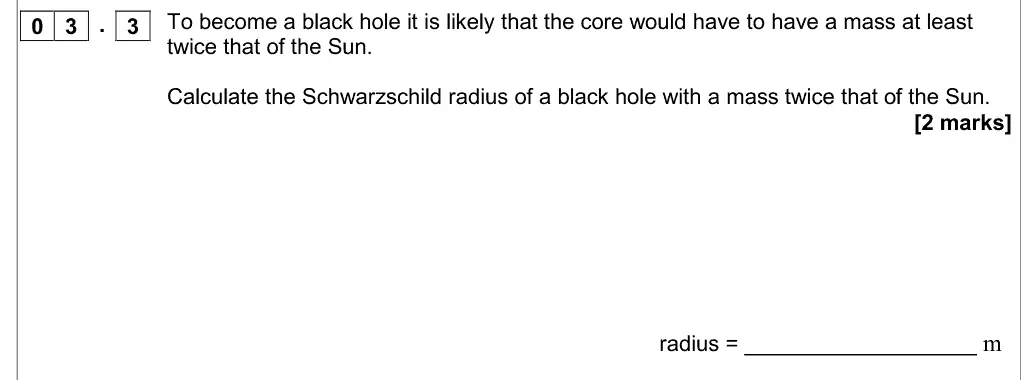 0 3 . 3 To become a black hole it is likely that the core would have to have a mass at least
twice that of the Sun.
Calculate the Schwarzschild radius of a black hole with a mass twice that of the Sun.
[2 marks]
radius = ____________________ m